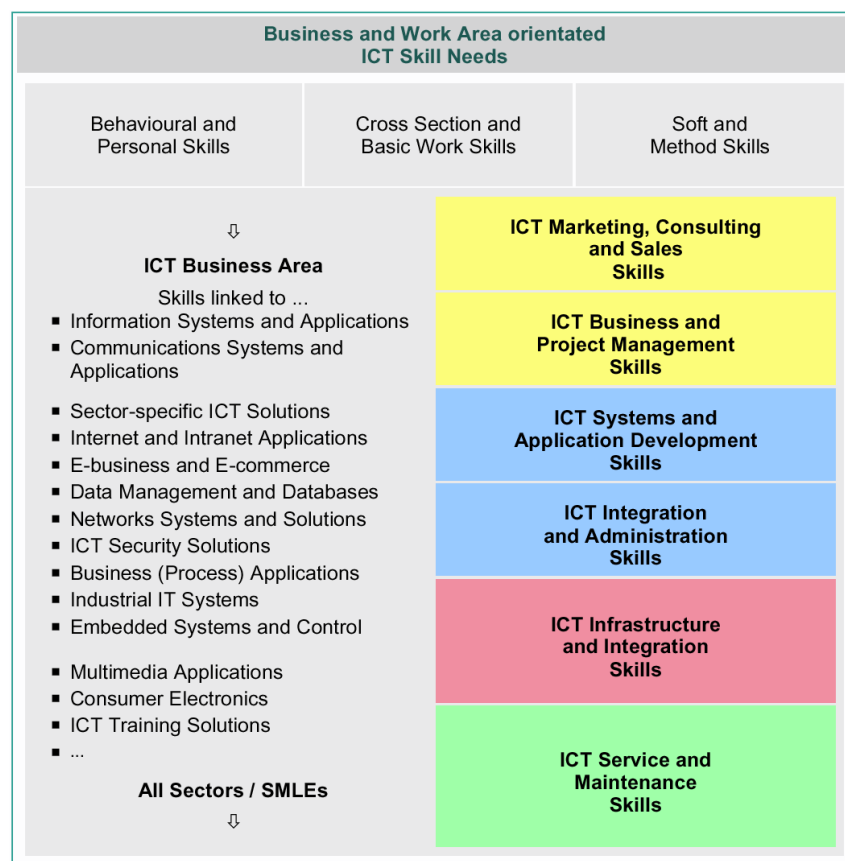 Business and Work Area orientated
ICT Skill Needs
Behavioural and
Personal Skills
Cross Section and
Basic Work Skills
Soft and
Method Skills
⇩
ICT Business Area
Skills linked to ...
▪ Information Systems and Applications
▪ Communications Systems and
Applications
▪ Sector-specific ICT Solutions
▪ Internet and Intranet Applications
▪ E-business and E-commerce
▪ Data Management and Databases
▪ Networks Systems and Solutions
▪ ICT Security Solutions
▪ Business (Process) Applications
▪ Industrial IT Systems
▪ Embedded Systems and Control
▪ Multimedia Applications
▪ Consumer Electronics
▪ ICT Training Solutions
▪ ...
All Sectors / SMLEs
⇩
ICT Marketing, Consulting
and Sales
Skills
ICT Business and
Project Management
Skills
ICT Systems and
Application Development
Skills
ICT Integration
and Administration
Skills
ICT Infrastructure
and Integration
Skills
ICT Service and
Maintenance
Skills